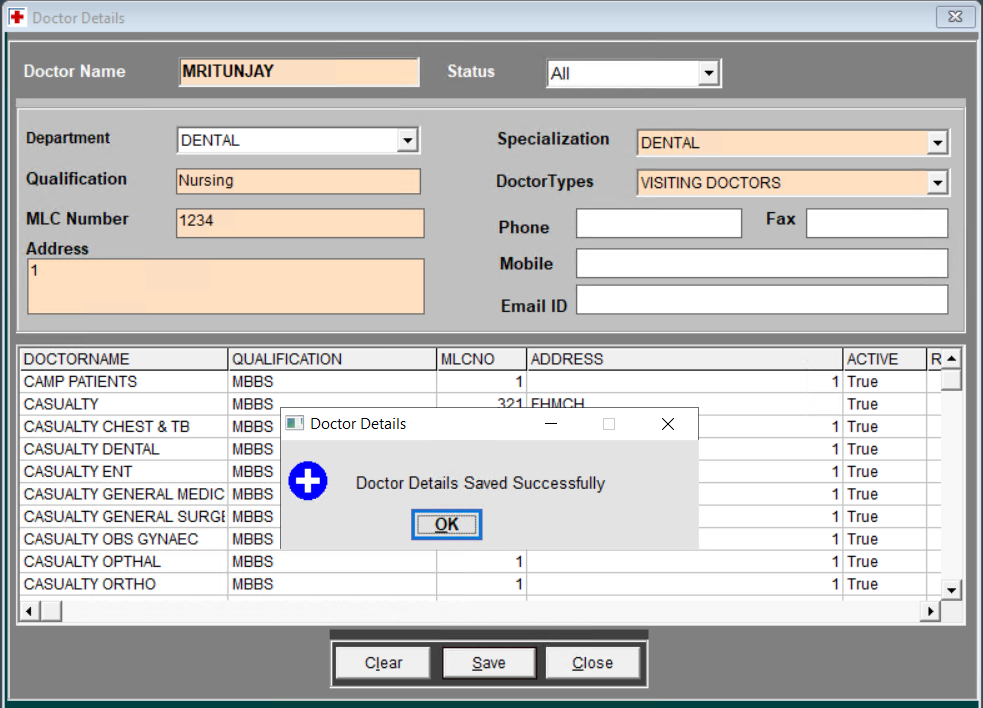 Doctor Details
Doctor Name MRITUNJAY Status All
Department DENTAL Specialization DENTAL
Qualification Nursing DoctorTypes VISITING DOCTORS
MLC Number 1234 Phone Fax
Address Mobile
1
Email ID
DOCTORNAME QUALIFICATION MLCNO ADDRESS ACTIVE R
CAMP PATIENTS MBBS 1 1 True
CASUALTY MBBS 321 EHMCH True
CASUALTY CHEST & TB MBBS 1 True
CASUALTY DENTAL MBBS 1 True
CASUALTY ENT MBBS 1 True
CASUALTY GENERAL MEDIC MBBS 1 True
CASUALTY GENERAL SURGE MBBS 1 True
CASUALTY OBS GYNAEC MBBS 1 True
CASUALTY OPTHAL MBBS 1 1 True
CASUALTY ORTHO MBBS 1 1 True
Doctor Details
Doctor Details Saved Successfully
OK
Clear Save Close